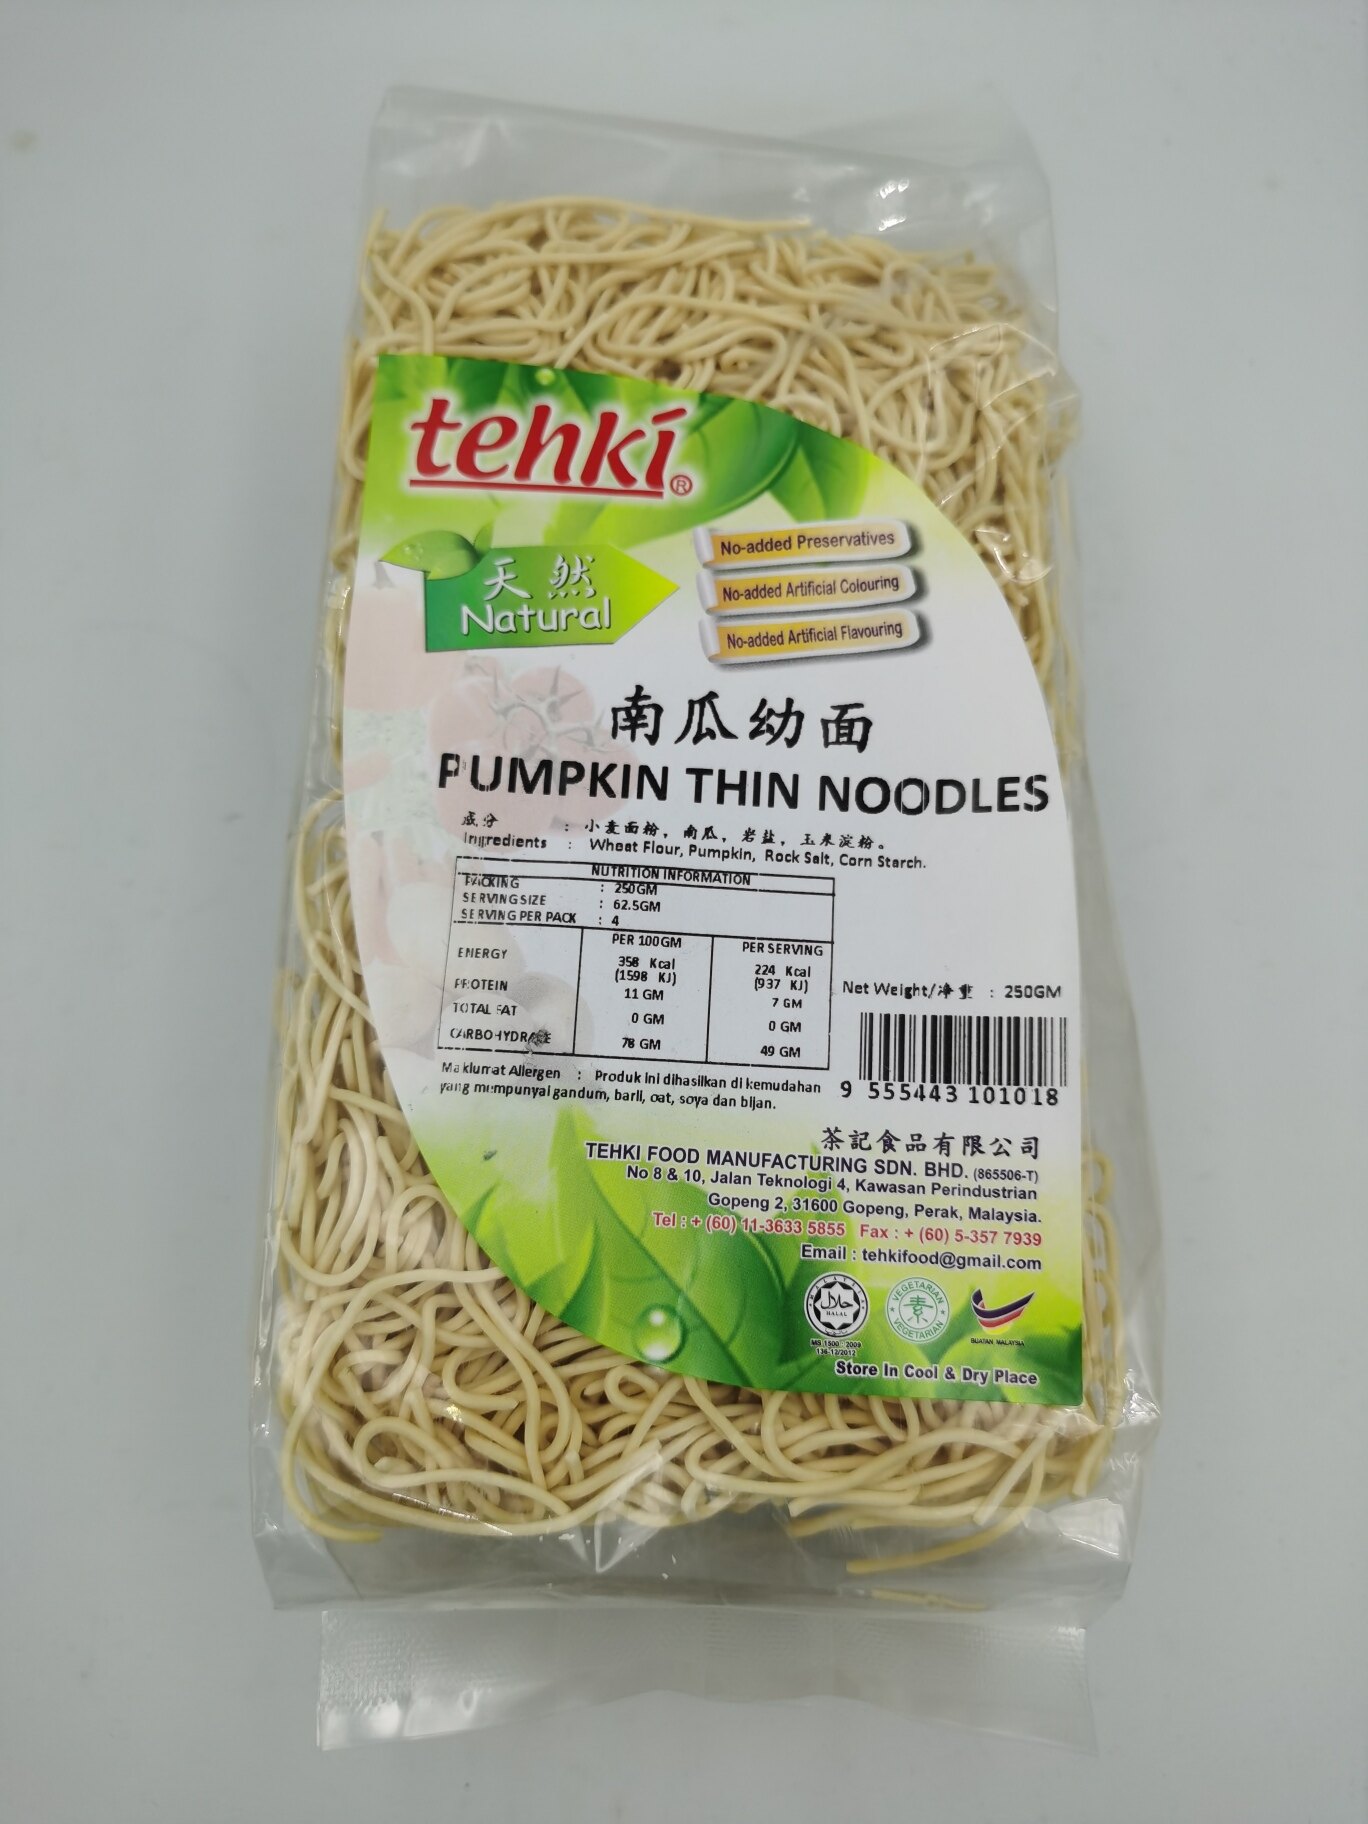 tehki®
天然
Natural
No-added Preservatives
No-added Artificial Colouring
No-added Artificial Flavouring
南瓜幼面
PUMPKIN THIN NOODLES
成分 : 小麦面粉，南瓜，岩盐，玉米淀粉。
Ingredients : Wheat Flour, Pumpkin, Rock Salt, Corn Starch.
NUTRITION INFORMATION
PACKING : 250GM
SERVING SIZE : 62.5GM
SERVING PER PACK : 4
PER 100GM PER SERVING
ENERGY 358 Kcal 224 Kcal
(1598 KJ) (937 KJ)
PROTEIN 11 GM 7 GM
TOTAL FAT 0 GM 0 GM
CARBOHYDRATE 78 GM 49 GM
Net Weight/净重 : 250GM
Maklumat Allergen : Produk ini dihasilkan di kemudahan
yang mempunyai gandum, barli, oat, soya dan bijan.
9 555443 101018
茶記食品有限公司
TEHKI FOOD MANUFACTURING SDN. BHD. (865506-T)
No 8 & 10, Jalan Teknologi 4, Kawasan Perindustrian
Gopeng 2, 31600 Gopeng, Perak, Malaysia.
Tel : + (60) 11-3633 5855 Fax : + (60) 5-357 7939
Email : tehkifood@gmail.com
MALAYSIA
حلال
HALAL
MS 1500 : 2009
136-12/2012
VEGETARIAN
素
VEGETARIAN
BUATAN MALAYSIA
Store In Cool & Dry Place